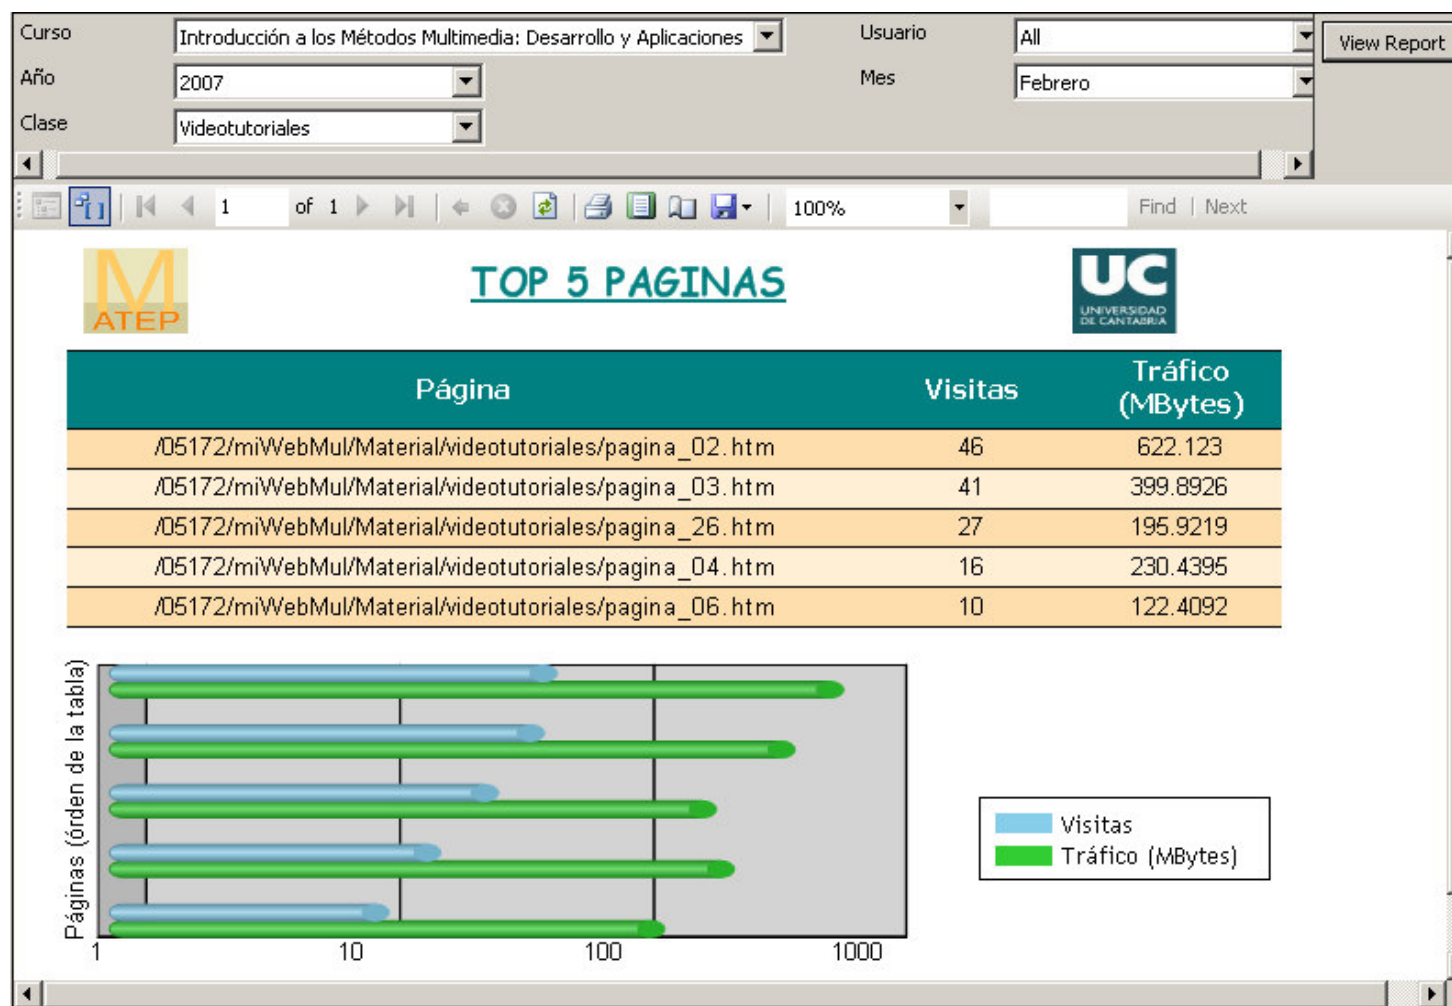 Curso Introducción a los Métodos Multimedia: Desarrollo y Aplicaciones Usuario All View Report
Año 2007 Mes Febrero
Clase Videotutoriales
1 of 1 100% Find | Next
M
ATEP
TOP 5 PAGINAS
UC
UNIVERSIDAD
DE CANTABRIA
Página Visitas Tráfico
(MBytes)
/05172/miWebMul/Material/videotutoriales/pagina_02.htm 46 622.123
/05172/miWebMul/Material/videotutoriales/pagina_03.htm 41 399.8926
/05172/miWebMul/Material/videotutoriales/pagina_26.htm 27 195.9219
/05172/miWebMul/Material/videotutoriales/pagina_04.htm 16 230.4395
/05172/miWebMul/Material/videotutoriales/pagina_06.htm 10 122.4092
Páginas (órden de la tabla)
1 10 100 1000
Visitas
Tráfico (MBytes)